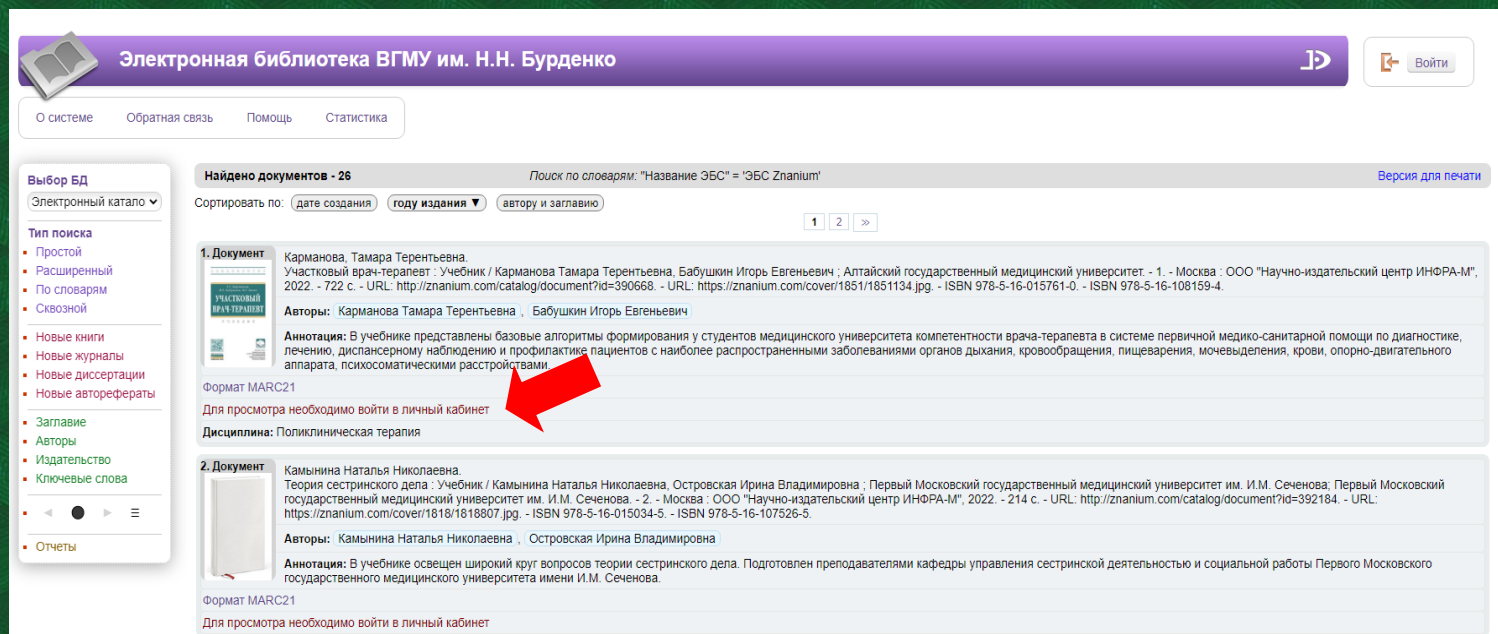 Электронная библиотека ВГМУ им. Н.Н. Бурденко
Войти
О системе Обратная связь Помощь Статистика
Выбор БД
Электронный катало
Тип поиска
Простой
Расширенный
По словарям
Сквозной
Новые книги
Новые журналы
Новые диссертации
Новые авторефераты
Заглавие
Авторы
Издательство
Ключевые слова
Отчеты
Найдено документов - 26 Поиск по словарям: "Название ЭБС" = 'ЭБС Znanium' Версия для печати
Сортировать по: дате создания году издания ▼ автору и заглавию
1 2 »
1. Документ
УЧАСТКОВЫЙ
ВРАЧ-ТЕРАПЕВТ
Карманова, Тамара Терентьевна.
Участковый врач-терапевт : Учебник / Карманова Тамара Терентьевна, Бабушкин Игорь Евгеньевич ; Алтайский государственный медицинский университет. - 1. - Москва : ООО "Научно-издательский центр ИНФРА-М",
2022. - 722 с. - URL: http://znanium.com/catalog/document?id=390668. - URL: https://znanium.com/cover/1851/1851134.jpg. - ISBN 978-5-16-015761-0. - ISBN 978-5-16-108159-4.
Авторы: Карманова Тамара Терентьевна , Бабушкин Игорь Евгеньевич
Аннотация: В учебнике представлены базовые алгоритмы формирования у студентов медицинского университета компетентности врача-терапевта в системе первичной медико-санитарной помощи по диагностике,
лечению, диспансерному наблюдению и профилактике пациентов с наиболее распространенными заболеваниями органов дыхания, кровообращения, пищеварения, мочевыделения, крови, опорно-двигательного
аппарата, психосоматическими расстройствами.
Формат MARC21
Для просмотра необходимо войти в личный кабинет
Дисциплина: Поликлиническая терапия
2. Документ
Камынина Наталья Николаевна.
Теория сестринского дела : Учебник / Камынина Наталья Николаевна, Островская Ирина Владимировна ; Первый Московский государственный медицинский университет им. И.М. Сеченова; Первый Московский
государственный медицинский университет им. И.М. Сеченова. - 2. - Москва : ООО "Научно-издательский центр ИНФРА-М", 2022. - 214 с. - URL: http://znanium.com/catalog/document?id=392184. - URL:
https://znanium.com/cover/1818/1818807.jpg. - ISBN 978-5-16-015034-5. - ISBN 978-5-16-107526-5.
Авторы: Камынина Наталья Николаевна , Островская Ирина Владимировна
Аннотация: В учебнике освещен широкий круг вопросов теории сестринского дела. Подготовлен преподавателями кафедры управления сестринской деятельностью и социальной работы Первого Московского
государственного медицинского университета имени И.М. Сеченова.
Формат MARC21
Для просмотра необходимо войти в личный кабинет